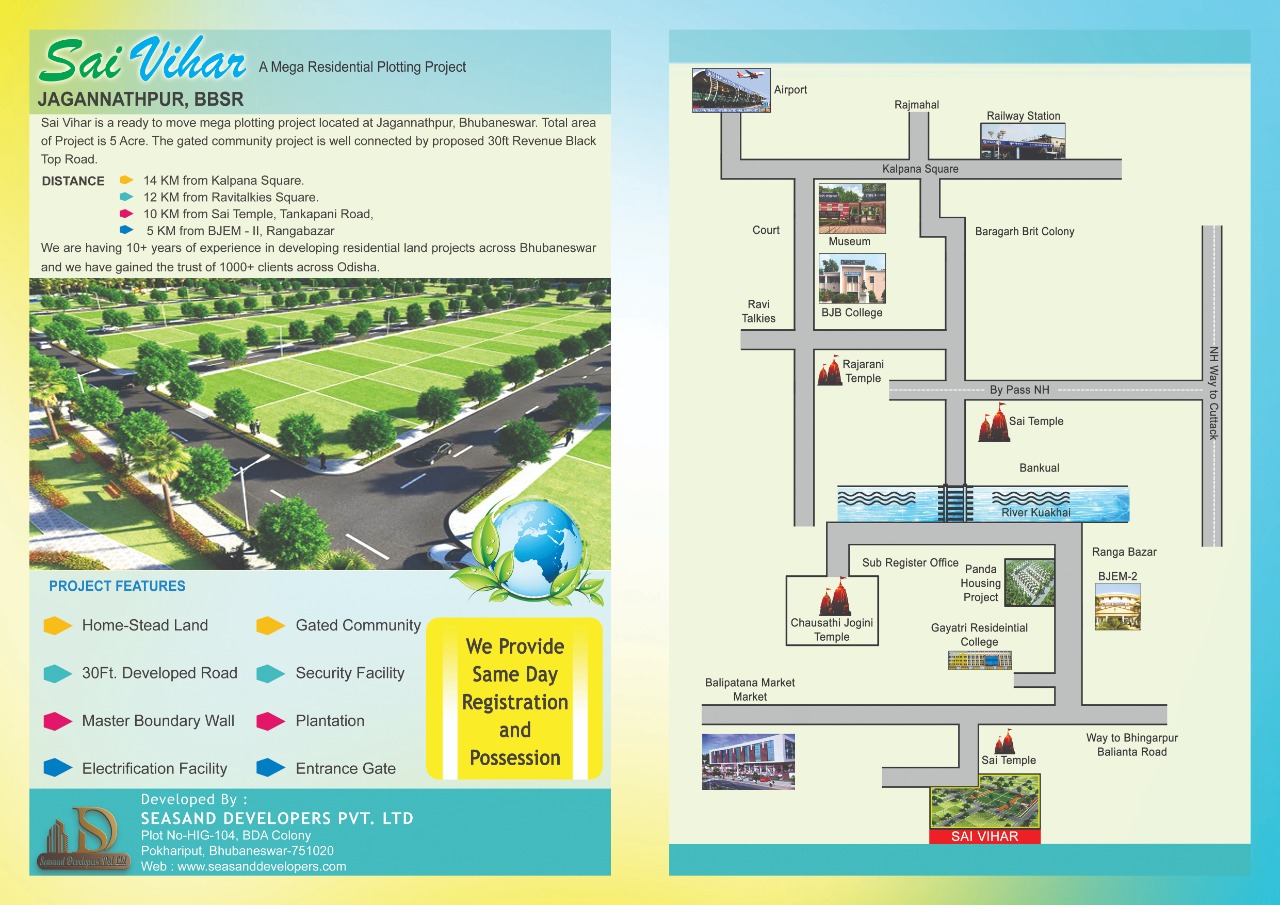 Sai Vihar A Mega Residential Plotting Project
JAGANNATHPUR, BBSR
Sai Vihar is a ready to move mega plotting project located at Jagannathpur, Bhubaneswar. Total area
of Project is 5 Acre. The gated community project is well connected by proposed 30ft Revenue Black
Top Road.
DISTANCE
14 KM from Kalpana Square.
12 KM from Ravitalkies Square.
10 KM from Sai Temple, Tankapani Road,
5 KM from BJEM - II, Rangabazar
We are having 10+ years of experience in developing residential land projects across Bhubaneswar
and we have gained the trust of 1000+ clients across Odisha.
PROJECT FEATURES
Home-Stead Land
Gated Community
30Ft. Developed Road
Security Facility
Master Boundary Wall
Plantation
Electrification Facility
Entrance Gate
We Provide
Same Day
Registration
and
Possession
Seasand Developers Pvt. Ltd
Developed By :
SEASAND DEVELOPERS PVT. LTD
Plot No-HIG-104, BDA Colony
Pokhariput, Bhubaneswar-751020
Web : www.seasanddevelopers.com
Airport
Rajmahal
Railway Station
Kalpana Square
Court
Museum
Baragarh Brit Colony
BJB College
Ravi
Talkies
Rajarani
Temple
By Pass NH
NH Way to Cuttack
Sai Temple
Bankual
River Kuakhai
Sub Register Office
Panda
Housing
Project
Ranga Bazar
BJEM-2
Chausathi Jogini
Temple
Gayatri Resideintial
College
Balipatana Market
Market
Sai Temple
Way to Bhingarpur
Balianta Road
SAI VIHAR